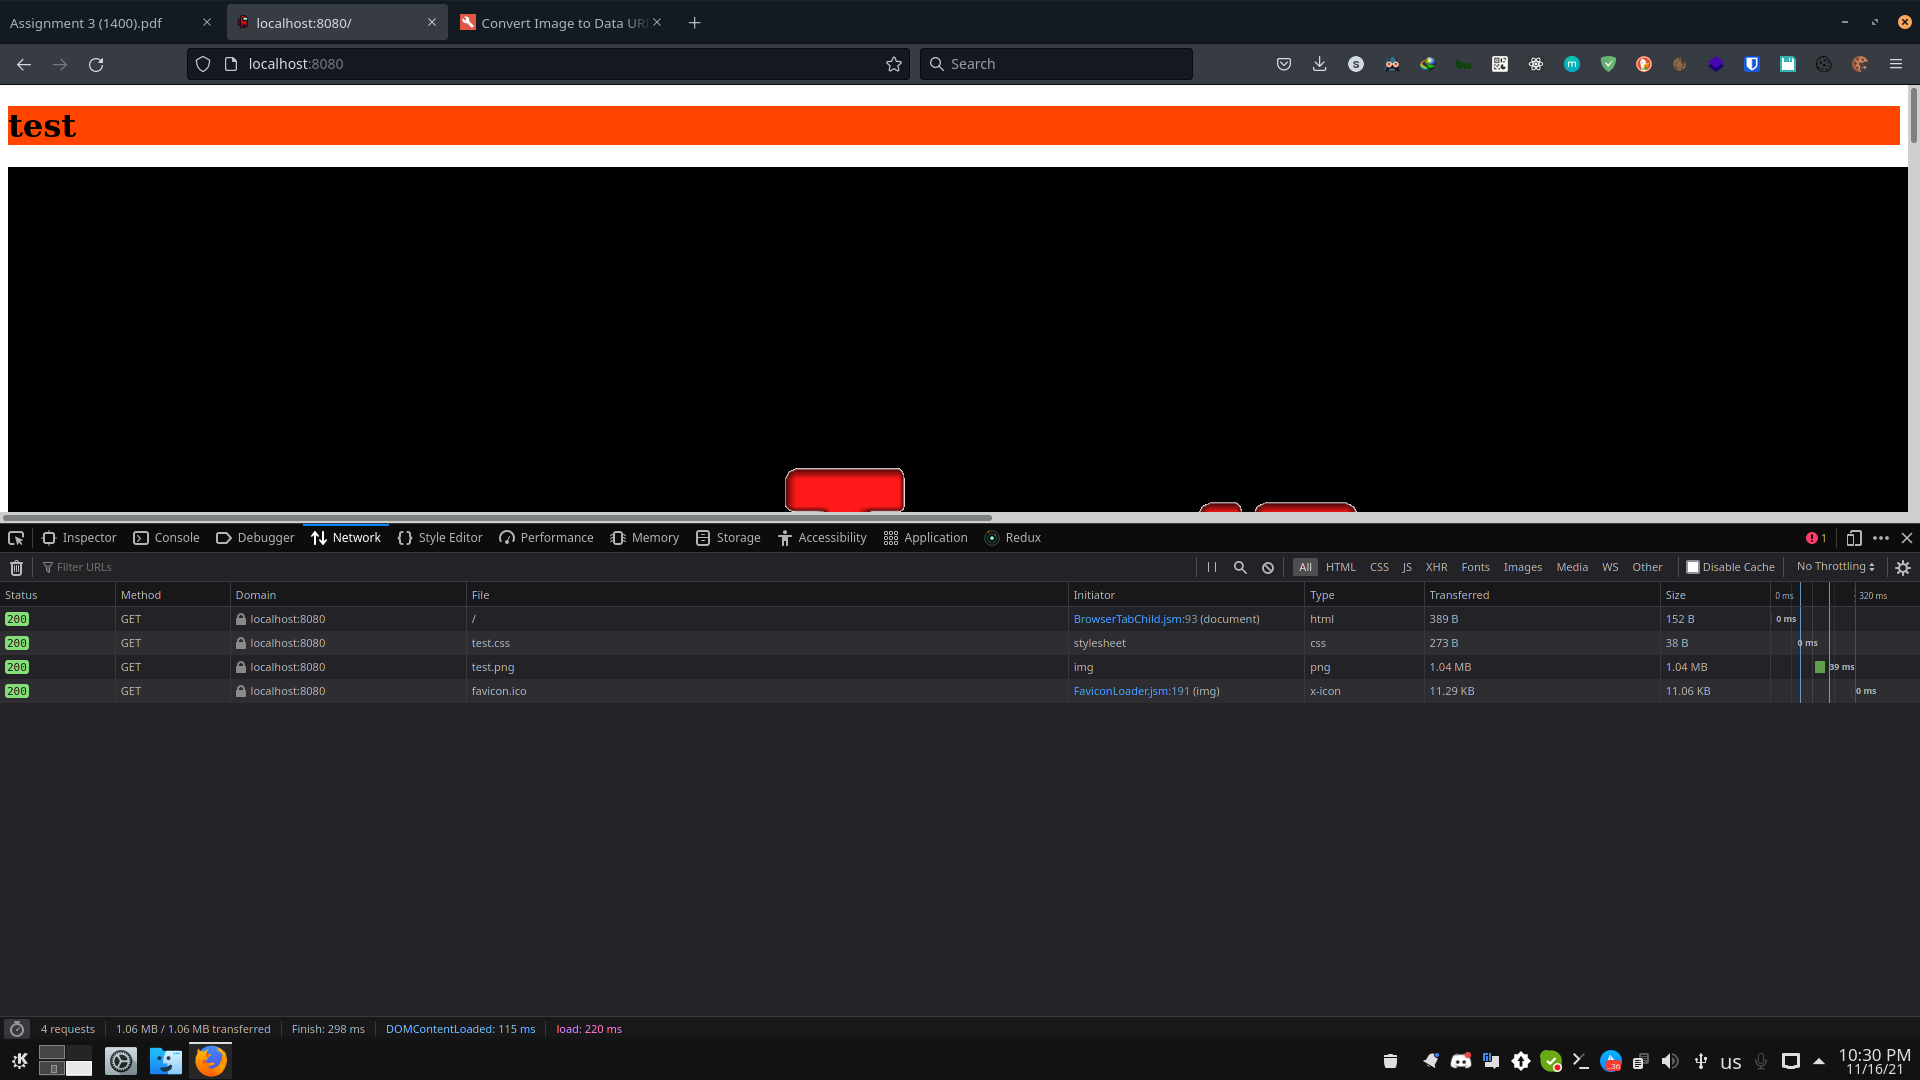 Assignment 3 (1400).pdf
localhost:8080/
Convert Image to Data UR
localhost:8080
Search
test
Inspector
Console
Debugger
Network
Style Editor
Performance
Memory
Storage
Accessibility
Application
Redux
1
Filter URLs
All
HTML
CSS
JS
XHR
Fonts
Images
Media
WS
Other
Disable Cache
No Throttling
Status Method Domain File Initiator Type Transferred Size 0 ms 320 ms
200 GET localhost:8080 / BrowserTabChild.jsm:93 (document) html 389 B 152 B 0 ms
200 GET localhost:8080 test.css stylesheet css 273 B 38 B 0 ms
200 GET localhost:8080 test.png img png 1.04 MB 1.04 MB 39 ms
200 GET localhost:8080 favicon.ico FaviconLoader.jsm:191 (img) x-icon 11.29 KB 11.06 KB 0 ms
4 requests
1.06 MB / 1.06 MB transferred
Finish: 298 ms
DOMContentLoaded: 115 ms
load: 220 ms
36
us
10:30 PM
11/16/21